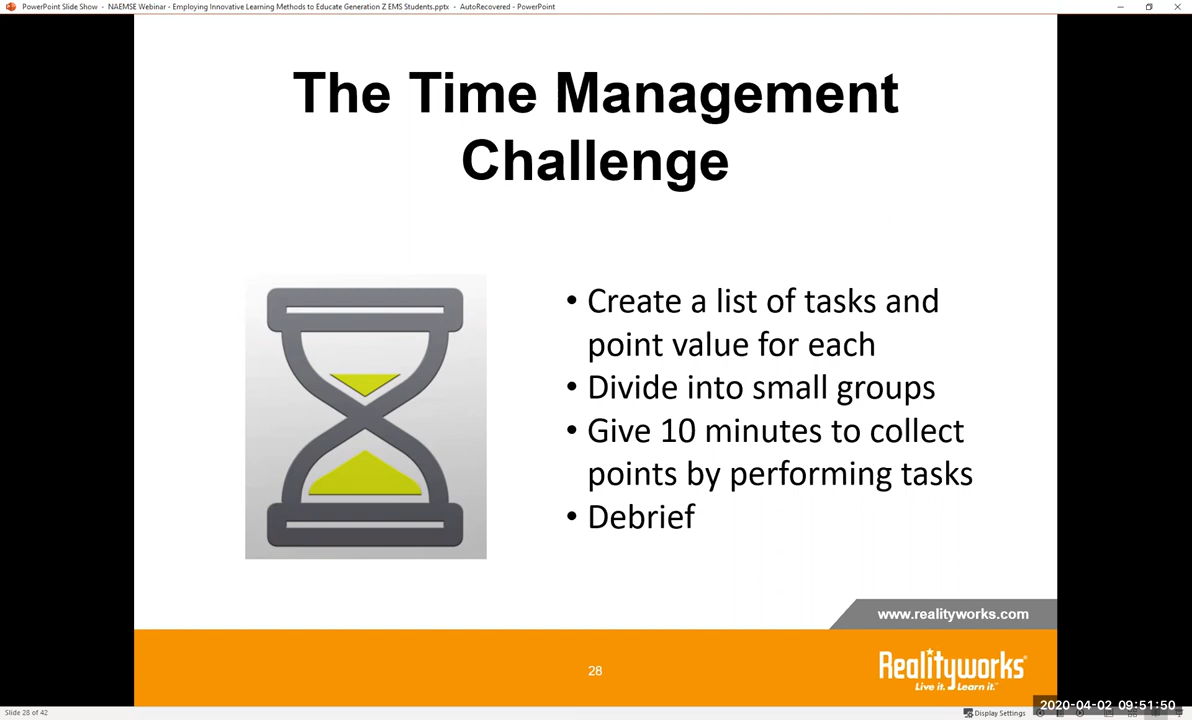 PowerPoint Slide Show - NAEMSE Webinar - Employing Innovative Learning Methods to Educate Generation Z EMS Students.pptx - AutoRecovered - PowerPoint
The Time Management
Challenge
• Create a list of tasks and
point value for each
• Divide into small groups
• Give 10 minutes to collect
points by performing tasks
• Debrief
www.realityworks.com
28
Realityworks®
Live it. Learn it.™
2020-04-02 09:51:50
Slide 28 of 42
Display Settings